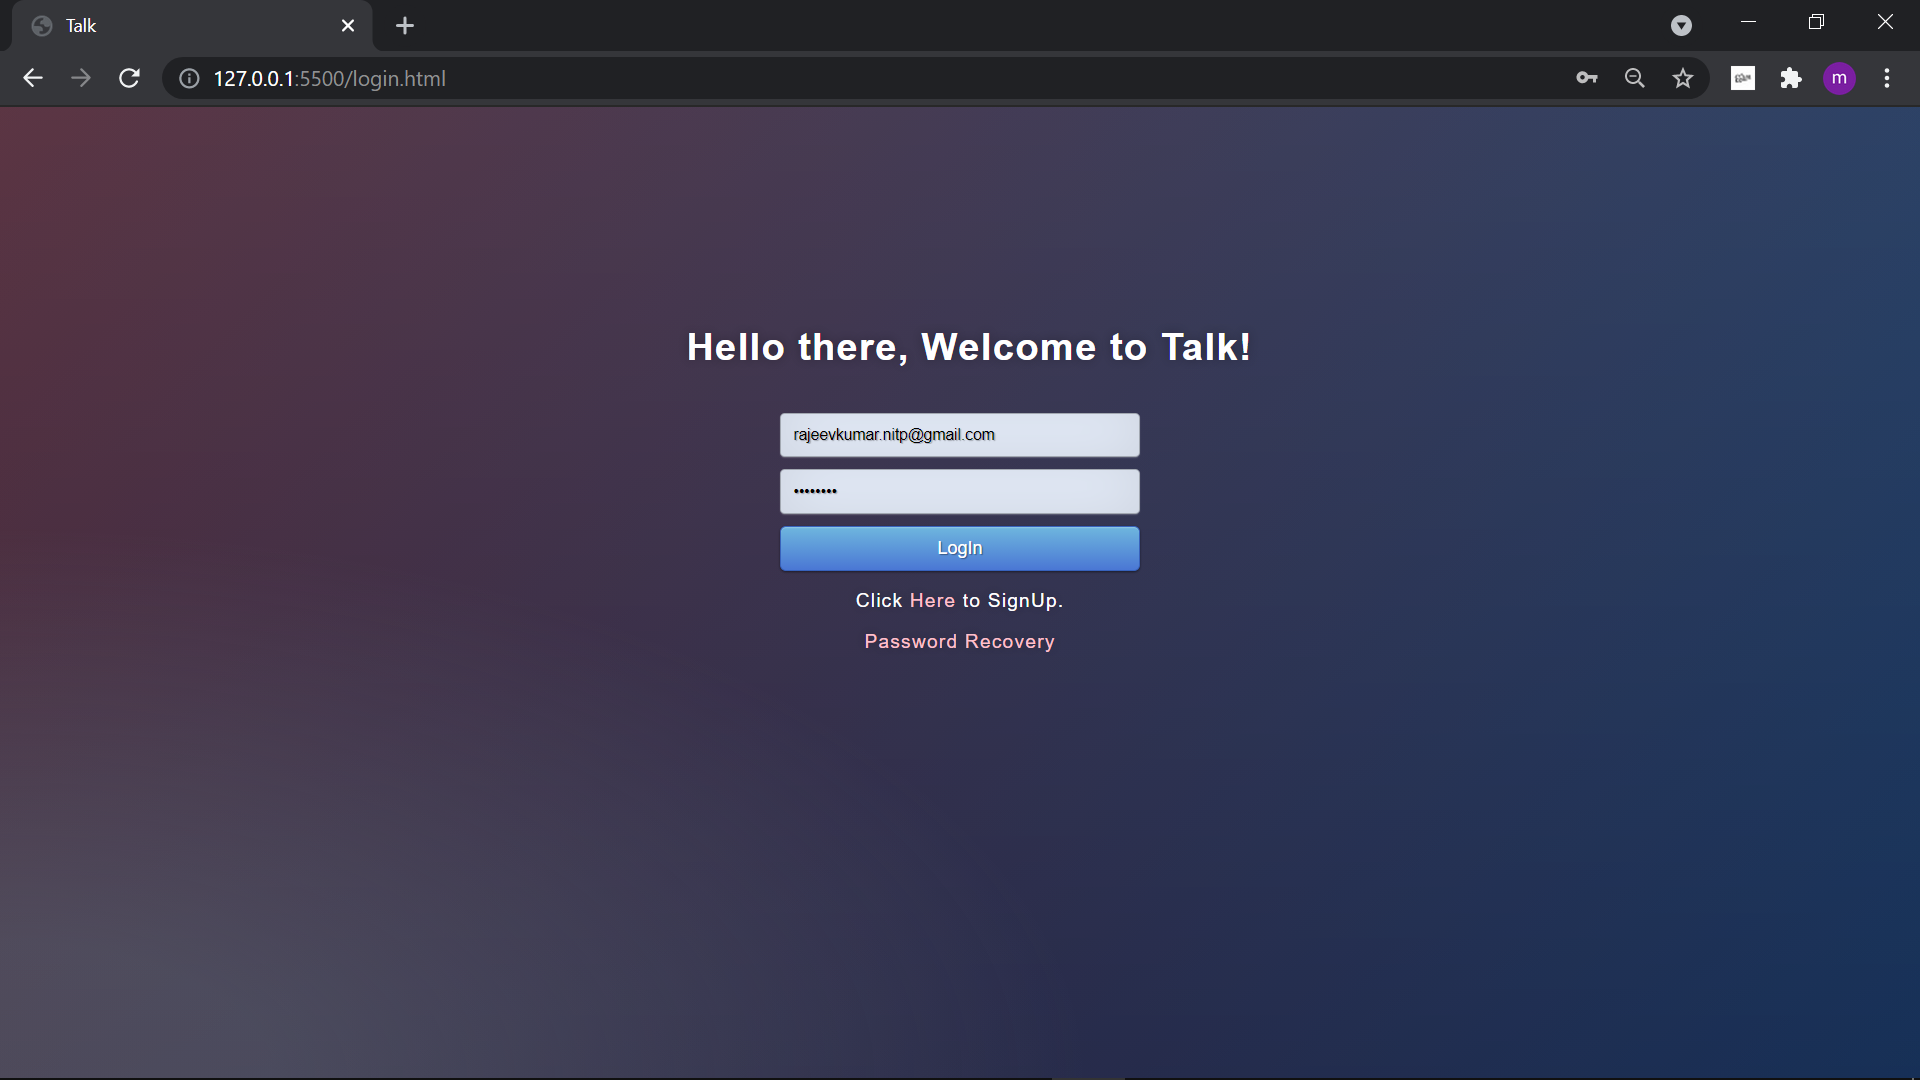 Talk
127.0.0.1:5500/login.html
m
Hello there, Welcome to Talk!
rajeevkumar.nitp@gmail.com
••••••••
LogIn
Click Here to SignUp.
Password Recovery